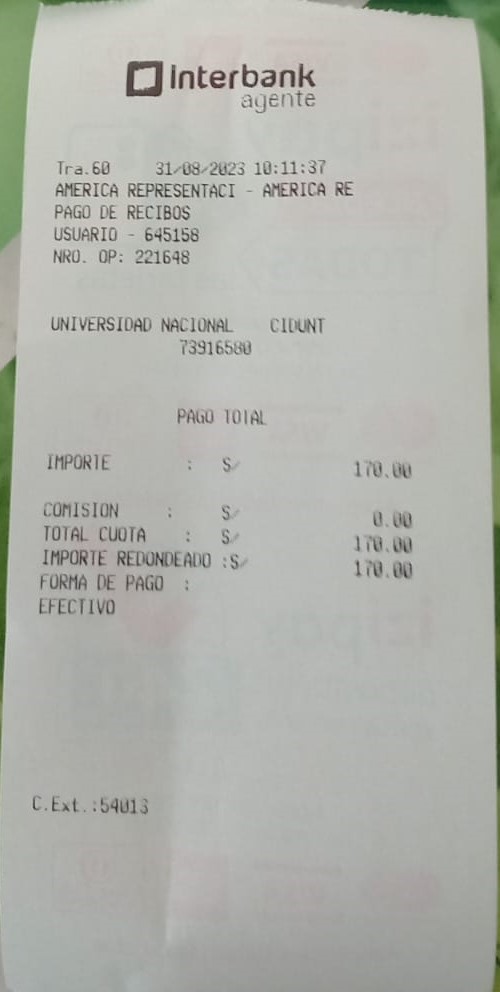 Interbank
agente
Tra.60 31/08/2023 10:11:37
AMERICA REPRESENTACI - AMERICA RE
PAGO DE RECIBOS
USUARIO - 645158
NRO. OP: 221648
UNIVERSIDAD NACIONAL CIDUNT
73916580
PAGO TOTAL
IMPORTE : S/ 170.00
COMISION : S/ 0.00
TOTAL CUOTA : S/ 170.00
IMPORTE REDONDEADO :S/ 170.00
FORMA DE PAGO :
EFECTIVO
C.Ext.:54013